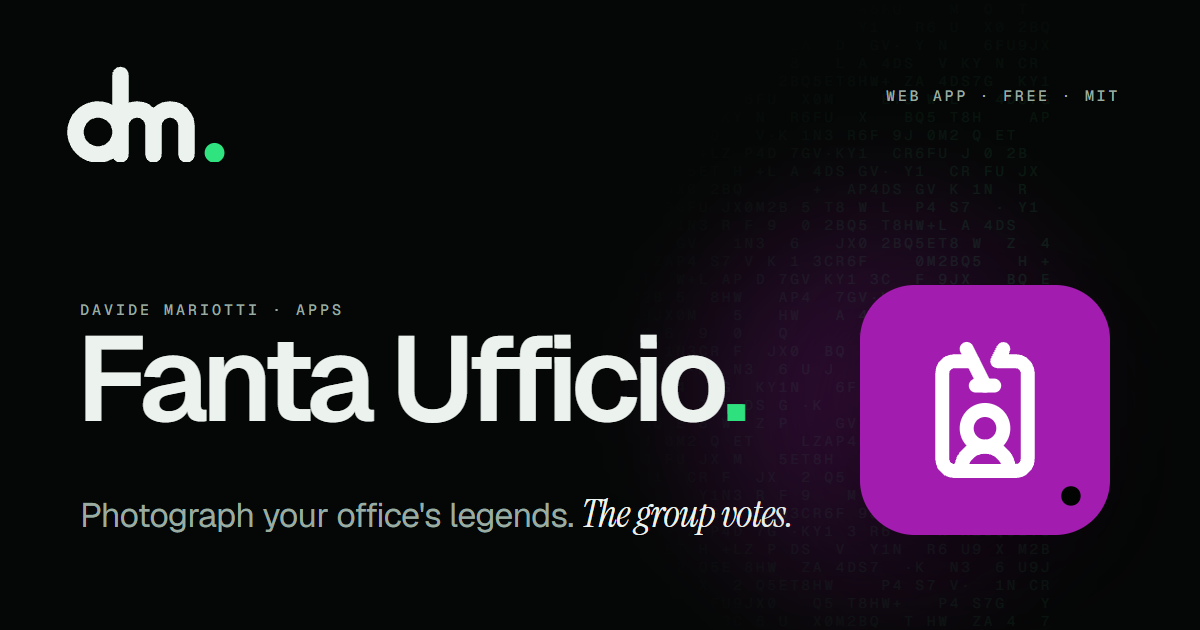 dm.
WEB APP · FREE · MIT
DAVIDE MARIOTTI · APPS
Fanta Ufficio.
Photograph your office's legends. The group votes.